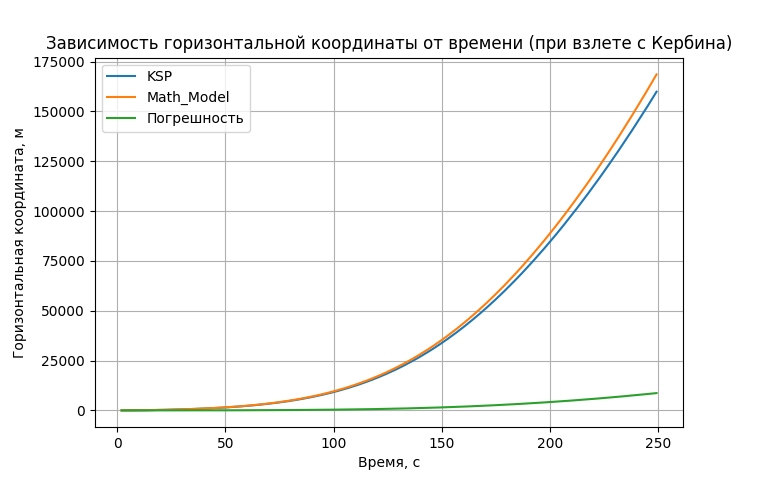 Зависимость горизонтальной координаты от времени (при взлете с Кербина)
KSP
Math_Model
Погрешность
175000
150000
125000
100000
75000
50000
25000
0
Горизонтальная координата, м
0
50
100
150
200
250
Время, с